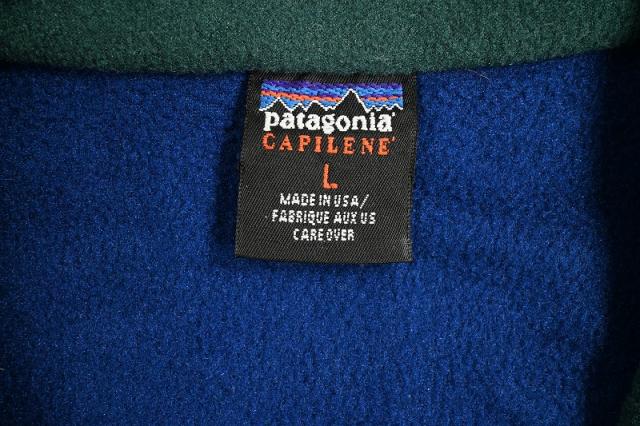 patagonia®
CAPILENE®
L
MADE IN USA/
FABRIQUE AUX US
CARE OVER